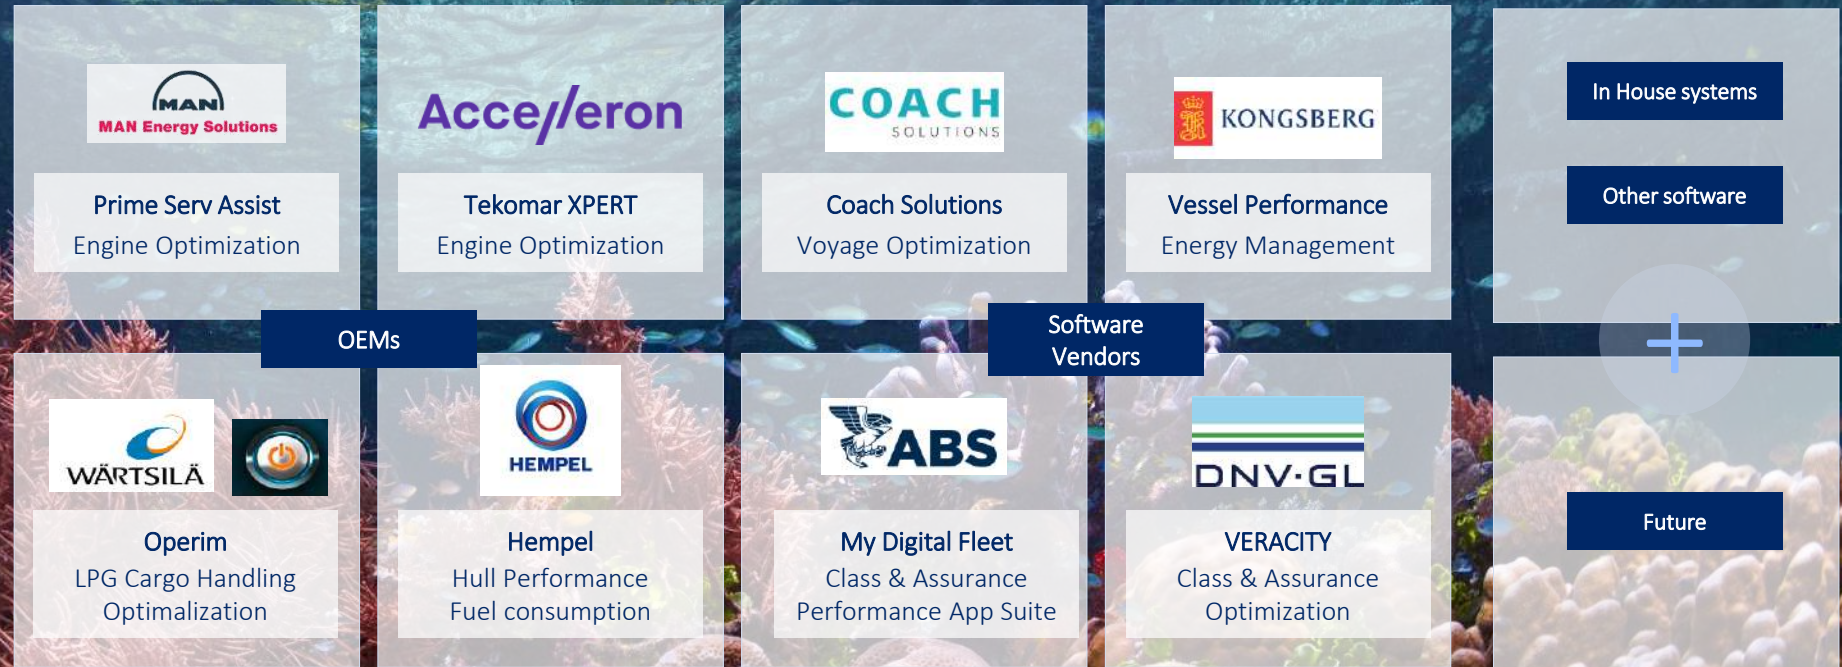 MAN
MAN Energy Solutions
Prime Serv Assist
Engine Optimization
Accelleron
Tekomar XPERT
Engine Optimization
COACH
SOLUTIONS
Coach Solutions
Voyage Optimization
KONGSBERG
Vessel Performance
Energy Management
In House systems
Other software
OEMs
Software
Vendors
WÄRTSILÄ
Operim
LPG Cargo Handling
Optimalization
HEMPEL
Hempel
Hull Performance
Fuel consumption
ABS
My Digital Fleet
Class & Assurance
Performance App Suite
DNV·GL
VERACITY
Class & Assurance
Optimization
Future